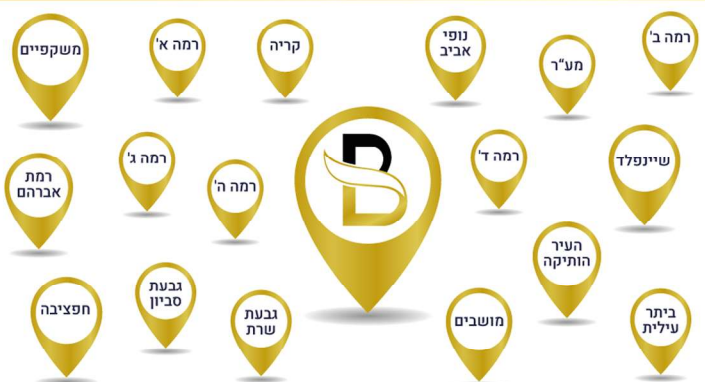 רמה ב'
מע"ר
נופי
אביב
קריה
רמה א'
משקפיים
שיינפלד
רמה ד'
B
רמה ה'
רמה ג'
רמת
אברהם
העיר
הותיקה
ביתר
עילית
מושבים
גבעת
שרת
גבעת
סביון
חפציבה